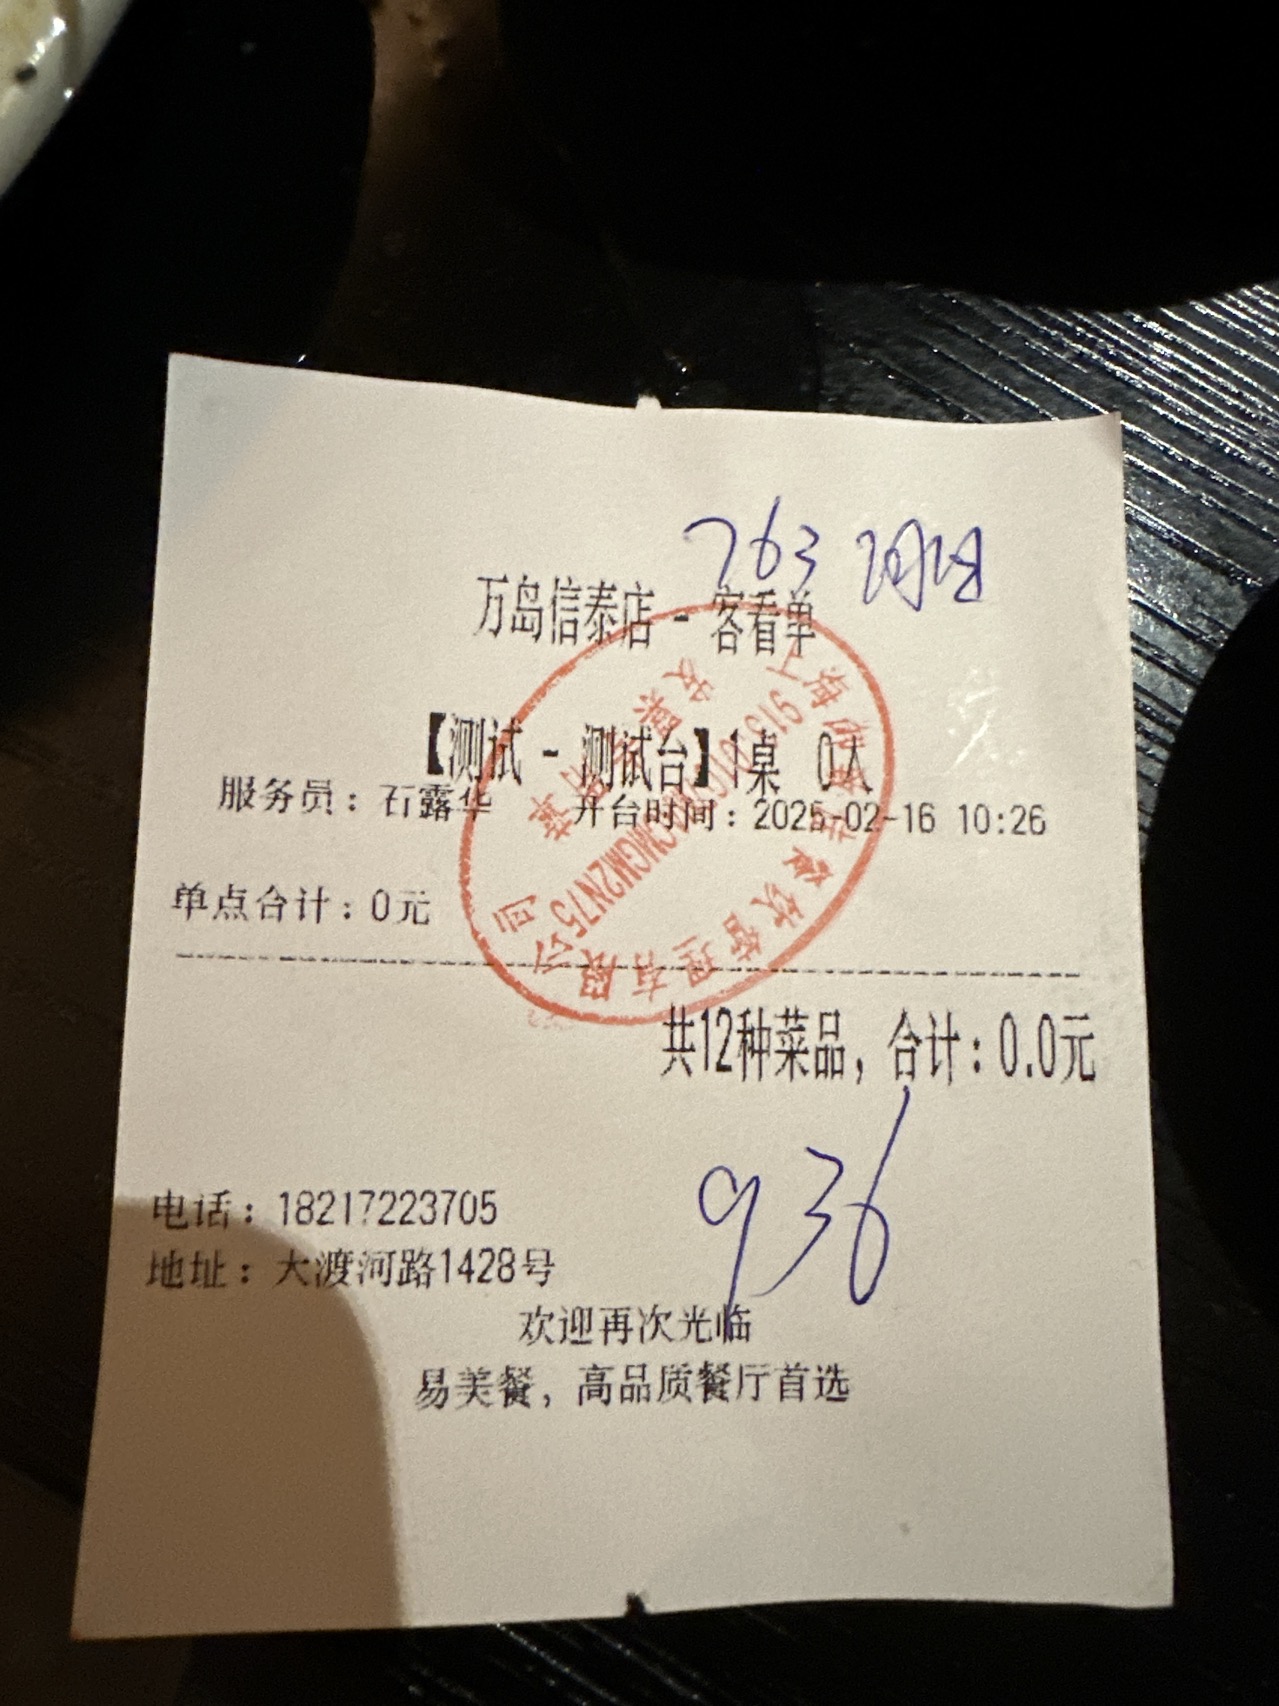 763
万岛信泰店 - 客看单
【测试 - 测试台】1桌 0人
服务员：石露华 开台时间：2025-02-16 10:26
单点合计：0元
共12种菜品，合计：0.0元
936
电话：18217223705
地址：大渡河路1428号
欢迎再次光临
易美餐，高品质餐厅首选